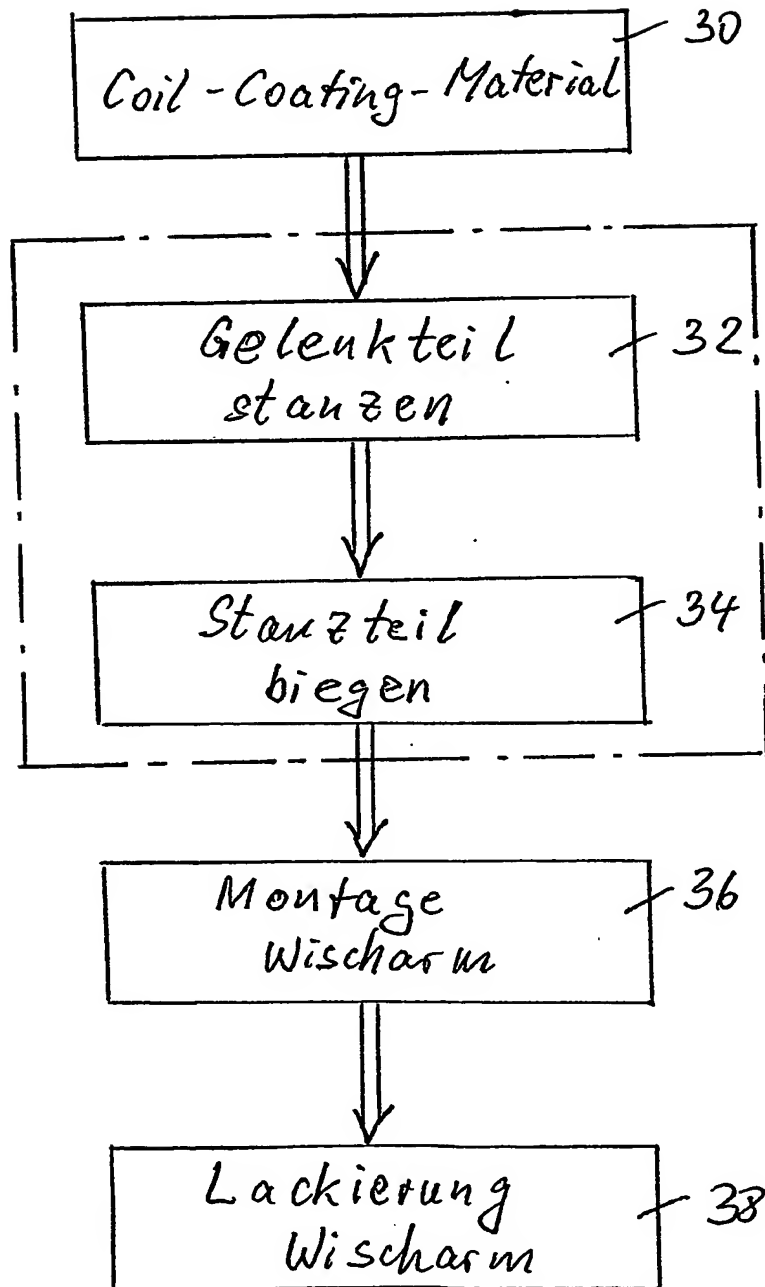 30
Coil-Coating-Material
Gelenkteil
stanzen
32
Stanzteil
biegen
34
Montage
Wischarm
36
Lackierung
Wischarm
38